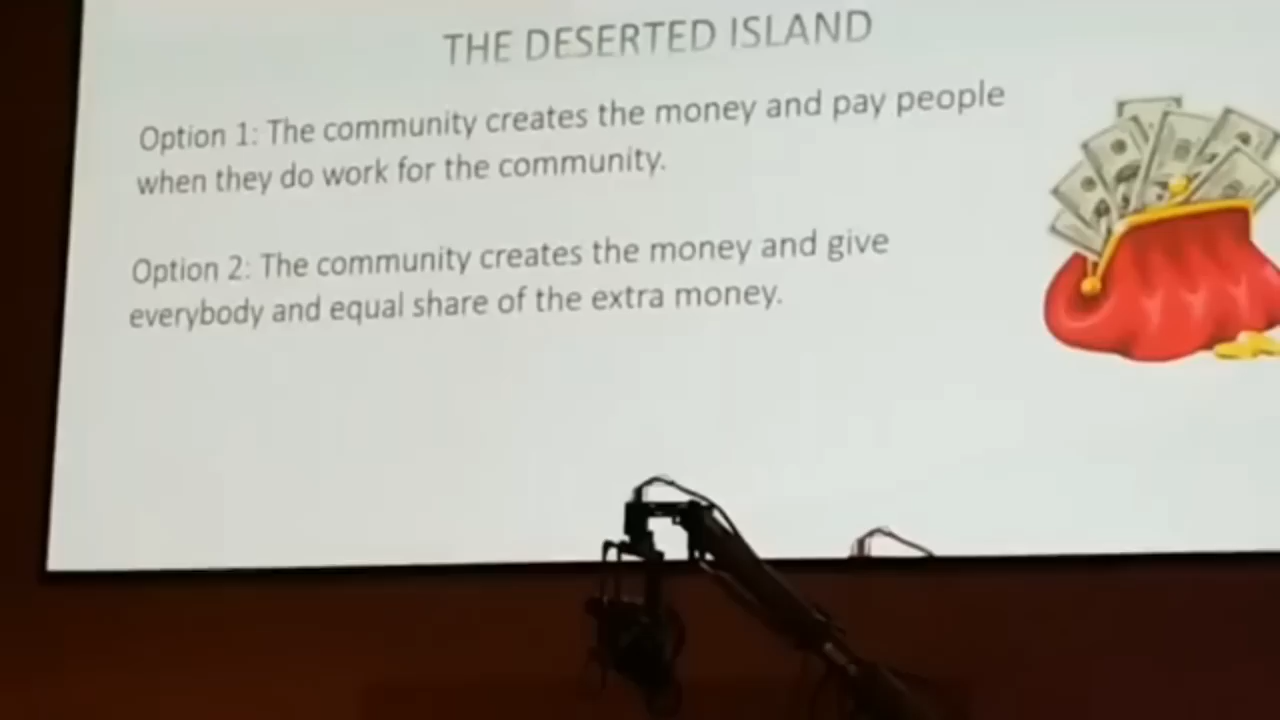 THE DESERTED ISLAND
Option 1: The community creates the money and pay people
when they do work for the community.
Option 2: The community creates the money and give
everybody and equal share of the extra money.